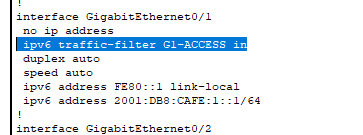 !
interface GigabitEthernet0/1
no ip address
ipv6 traffic-filter G1-ACCESS in
duplex auto
speed auto
ipv6 address FE80::1 link-local
ipv6 address 2001:DB8:CAFE:1::1/64
!
interface GigabitEthernet0/2